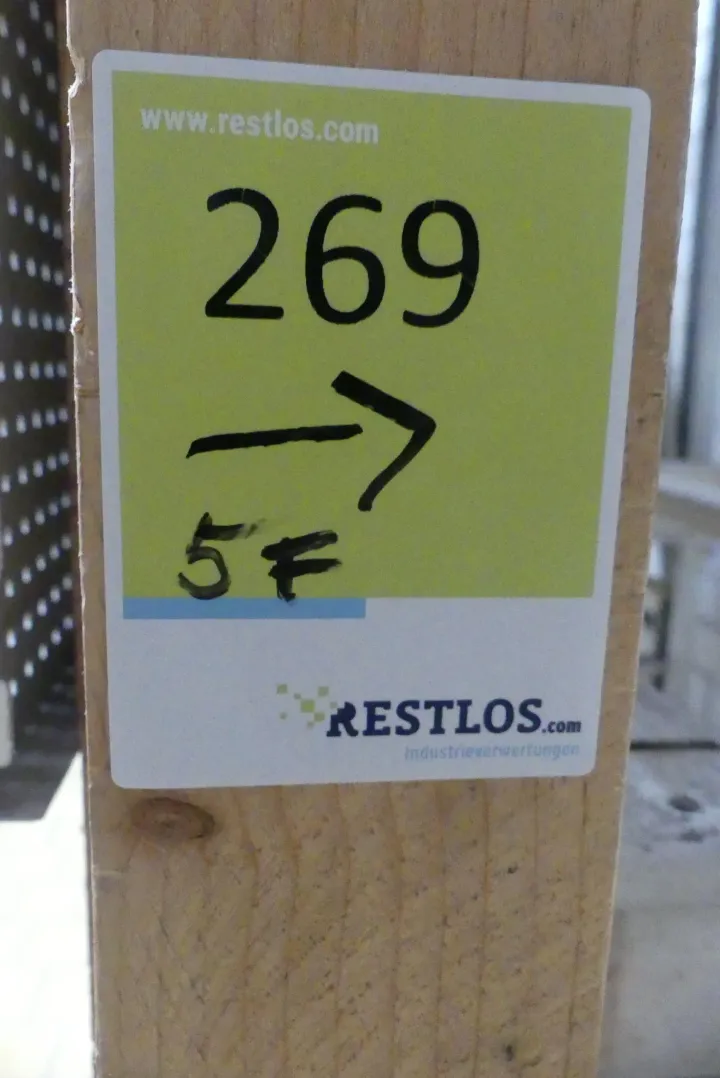 www.restlos.com
269
→
5F
RESTLOS.com
Industrieverwertungen